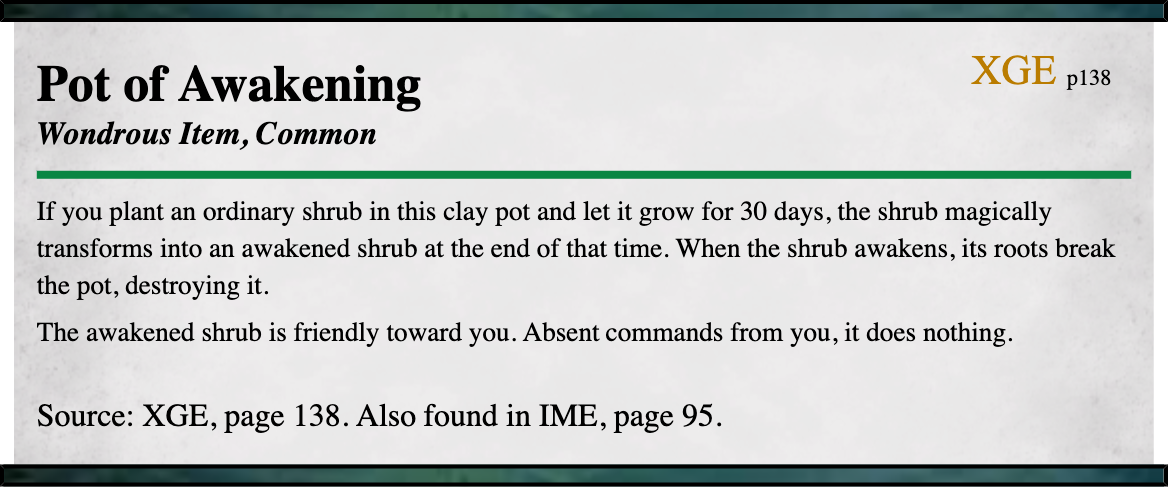 Pot of Awakening
XGE p138
Wondrous Item, Common
If you plant an ordinary shrub in this clay pot and let it grow for 30 days, the shrub magically
transforms into an awakened shrub at the end of that time. When the shrub awakens, its roots break
the pot, destroying it.
The awakened shrub is friendly toward you. Absent commands from you, it does nothing.
Source: XGE, page 138. Also found in IME, page 95.